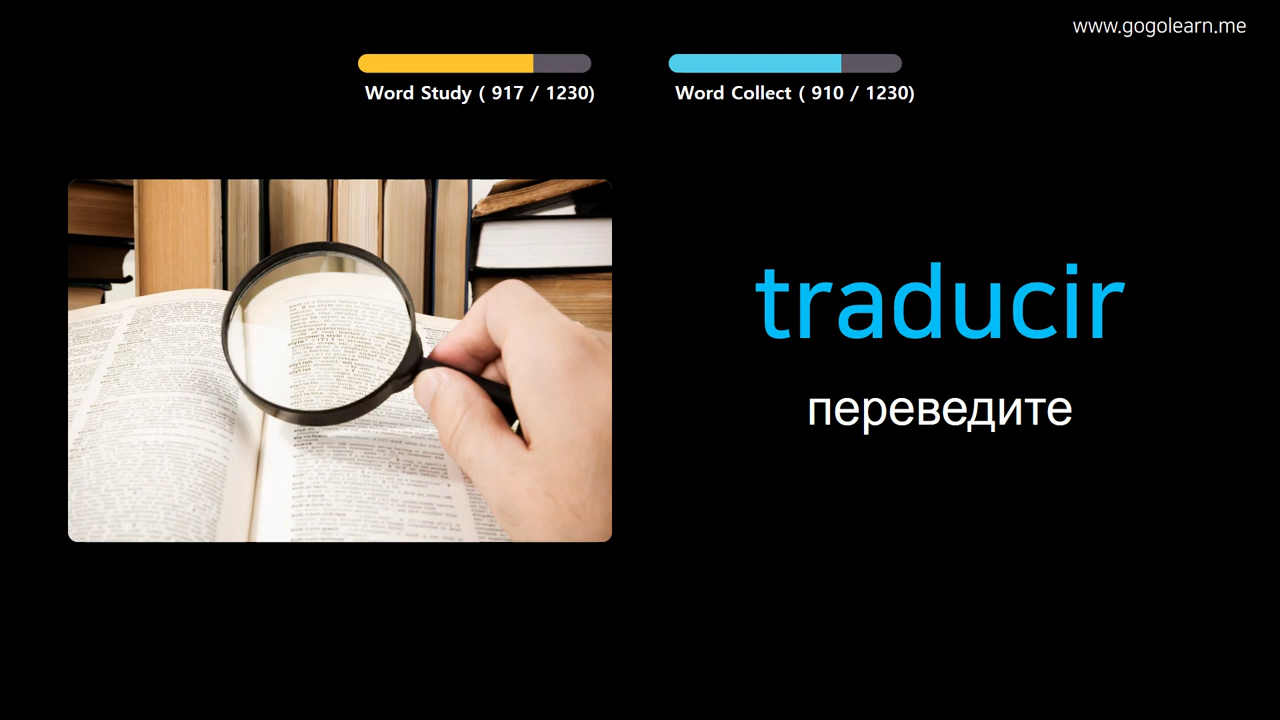 www.gogolearn.me
Word Study ( 917 / 1230)
Word Collect ( 910 / 1230)
traducir
переведите